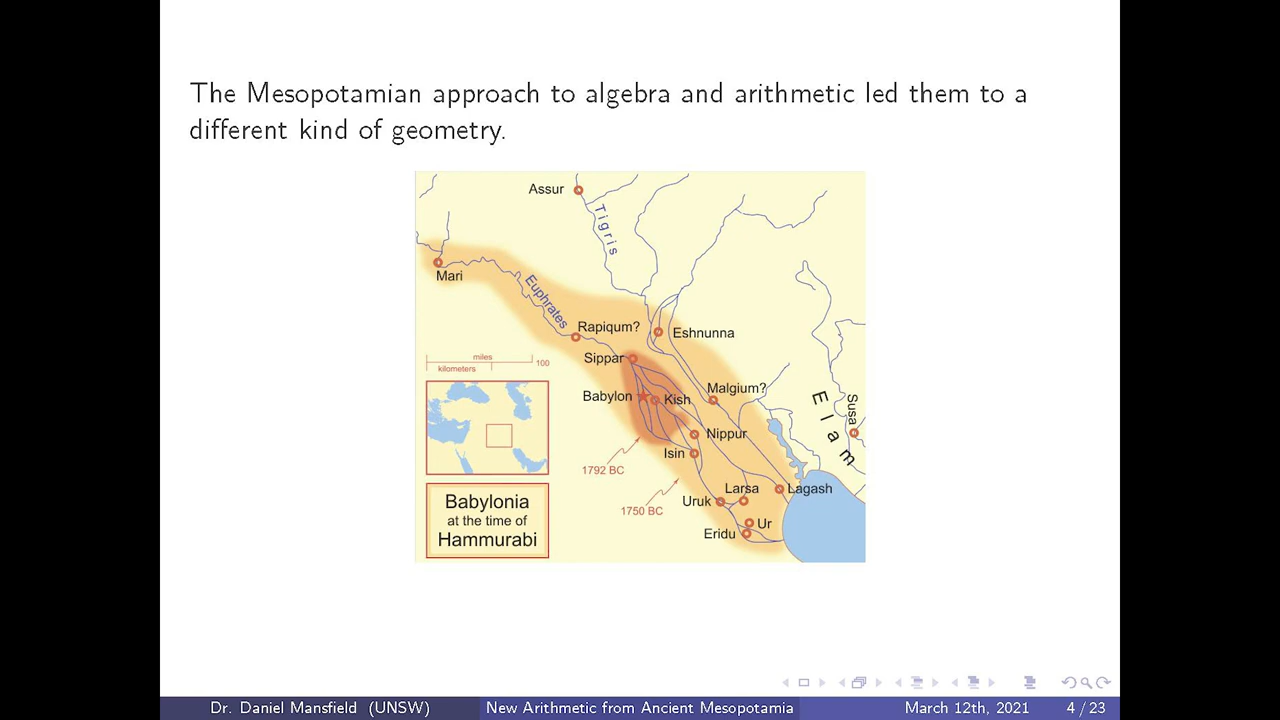 The Mesopotamian approach to algebra and arithmetic led them to a
different kind of geometry.
Assur
Tigris
Mari
Euphrates
Rapiqum?
Eshnunna
Sippar
miles
100
kilometers
Babylon
Kish
Malgium?
Elam
Susa
Nippur
Isin
1792 BC
Larsa
Lagash
Uruk
1750 BC
Ur
Eridu
Babylonia
at the time of
Hammurabi
Dr. Daniel Mansfield (UNSW)
New Arithmetic from Ancient Mesopotamia
March 12th, 2021
4 / 23